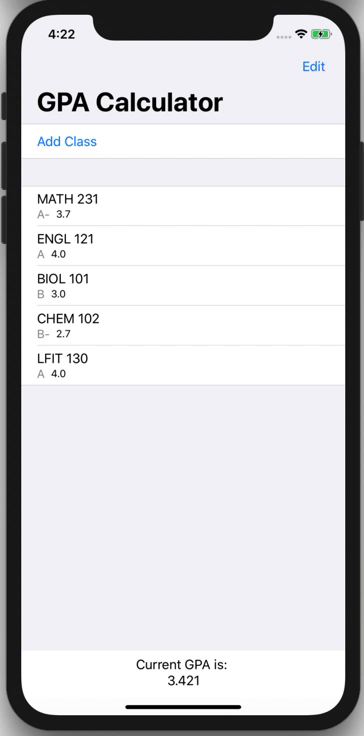 4:22
Edit
GPA Calculator
Add Class
MATH 231
A- 3.7
ENGL 121
A 4.0
BIOL 101
B 3.0
CHEM 102
B- 2.7
LFIT 130
A 4.0
Current GPA is:
3.421